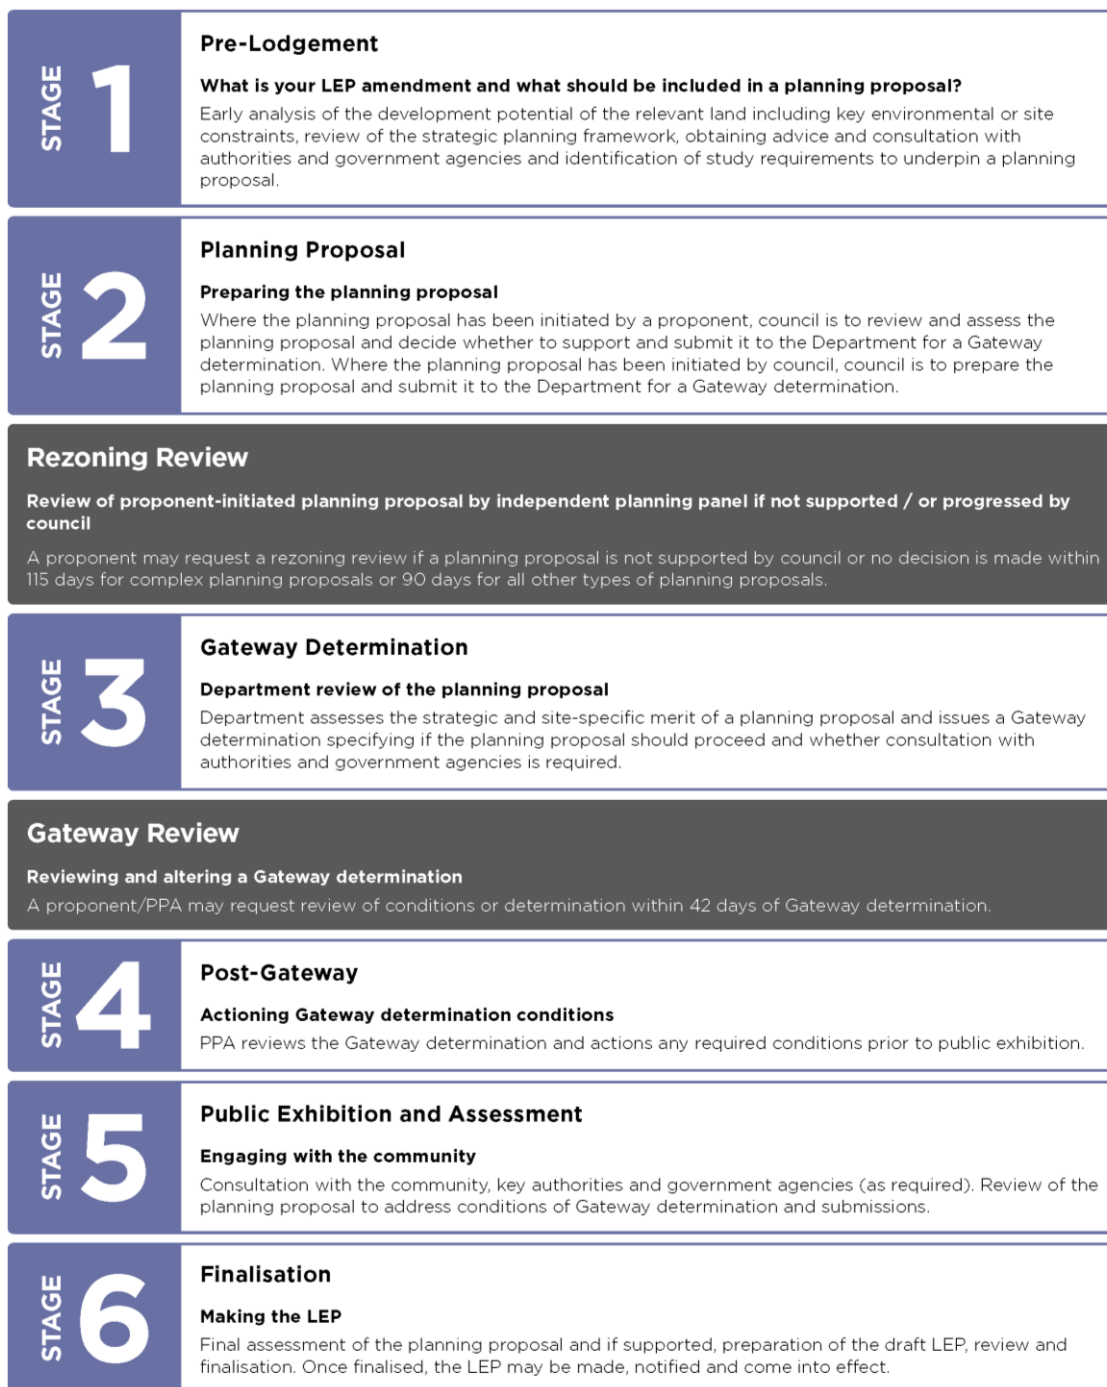 STAGE 1
Pre-Lodgement
What is your LEP amendment and what should be included in a planning proposal?
Early analysis of the development potential of the relevant land including key environmental or site
constraints, review of the strategic planning framework, obtaining advice and consultation with
authorities and government agencies and identification of study requirements to underpin a planning
proposal.
STAGE 2
Planning Proposal
Preparing the planning proposal
Where the planning proposal has been initiated by a proponent, council is to review and assess the
planning proposal and decide whether to support and submit it to the Department for a Gateway
determination. Where the planning proposal has been initiated by council, council is to prepare the
planning proposal and submit it to the Department for a Gateway determination.
Rezoning Review
Review of proponent-initiated planning proposal by independent planning panel if not supported / or progressed by
council
A proponent may request a rezoning review if a planning proposal is not supported by council or no decision is made within
115 days for complex planning proposals or 90 days for all other types of planning proposals.
STAGE 3
Gateway Determination
Department review of the planning proposal
Department assesses the strategic and site-specific merit of a planning proposal and issues a Gateway
determination specifying if the planning proposal should proceed and whether consultation with
authorities and government agencies is required.
Gateway Review
Reviewing and altering a Gateway determination
A proponent/PPA may request review of conditions or determination within 42 days of Gateway determination.
STAGE 4
Post-Gateway
Actioning Gateway determination conditions
PPA reviews the Gateway determination and actions any required conditions prior to public exhibition.
STAGE 5
Public Exhibition and Assessment
Engaging with the community
Consultation with the community, key authorities and government agencies (as required). Review of the
planning proposal to address conditions of Gateway determination and submissions.
STAGE 6
Finalisation
Making the LEP
Final assessment of the planning proposal and if supported, preparation of the draft LEP, review and
finalisation. Once finalised, the LEP may be made, notified and come into effect.